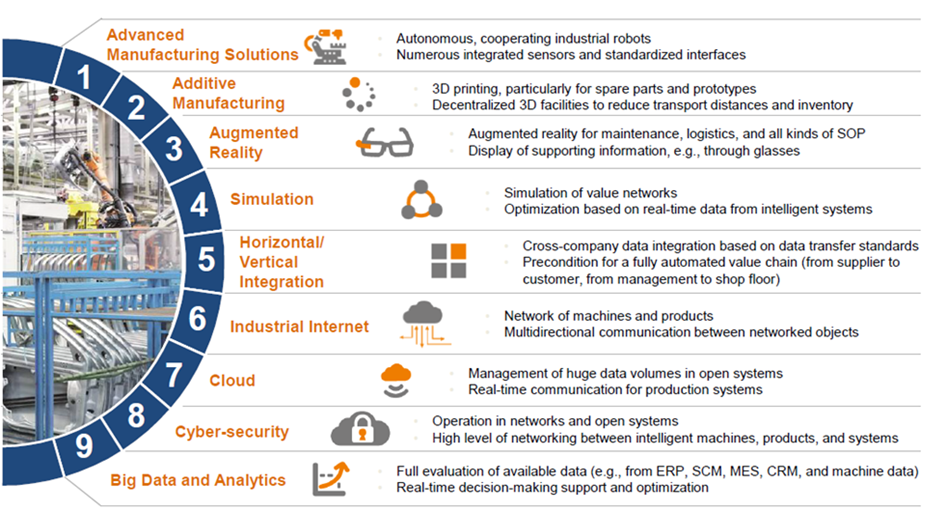 1
Advanced
Manufacturing Solutions
Autonomous, cooperating industrial robots
Numerous integrated sensors and standardized interfaces
2
Additive
Manufacturing
3D printing, particularly for spare parts and prototypes
Decentralized 3D facilities to reduce transport distances and inventory
3
Augmented
Reality
Augmented reality for maintenance, logistics, and all kinds of SOP
Display of supporting information, e.g., through glasses
4
Simulation
Simulation of value networks
Optimization based on real-time data from intelligent systems
5
Horizontal/
Vertical
Integration
Cross-company data integration based on data transfer standards
Precondition for a fully automated value chain (from supplier to
customer, from management to shop floor)
6
Industrial Internet
Network of machines and products
Multidirectional communication between networked objects
7
Cloud
Management of huge data volumes in open systems
Real-time communication for production systems
8
Cyber-security
Operation in networks and open systems
High level of networking between intelligent machines, products, and systems
9
Big Data and Analytics
Full evaluation of available data (e.g., from ERP, SCM, MES, CRM, and machine data)
Real-time decision-making support and optimization